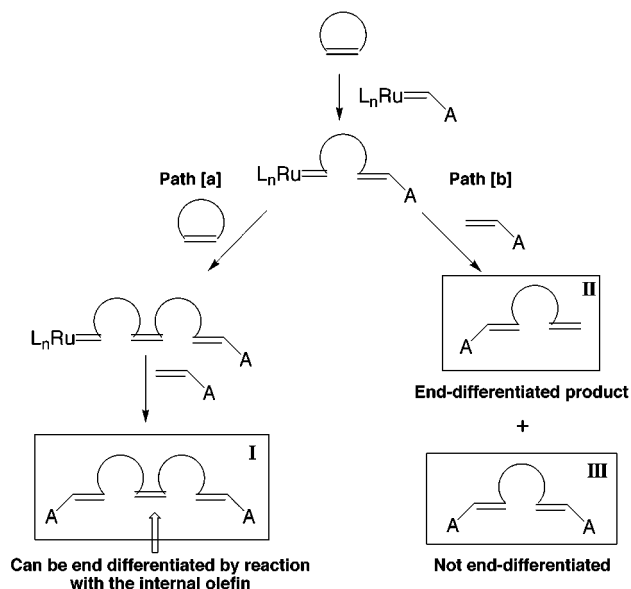 LnRu
A
Path [a]
LnRu
A
Path [b]
A
II
LnRu
A
A
End-differentiated product
A
+
I
III
A
A
A
A
Can be end differentiated by reaction
with the internal olefin
Not end-differentiated